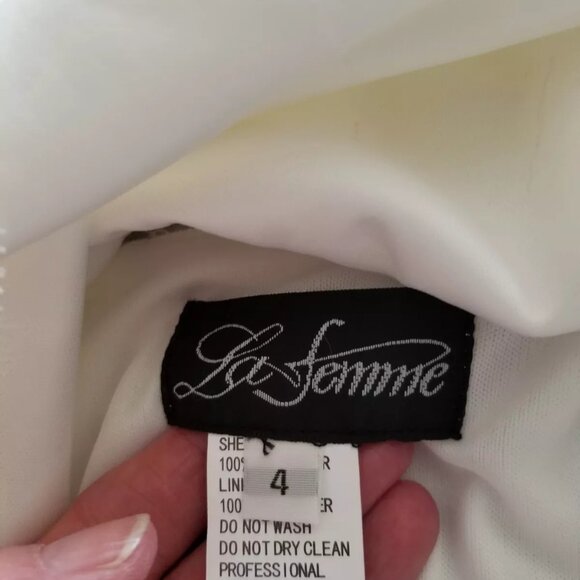 La Femme
SHE
100% R
4
LIN
100 ER
DO NOT WASH
DO NOT DRY CLEAN
PROFESSIONAL